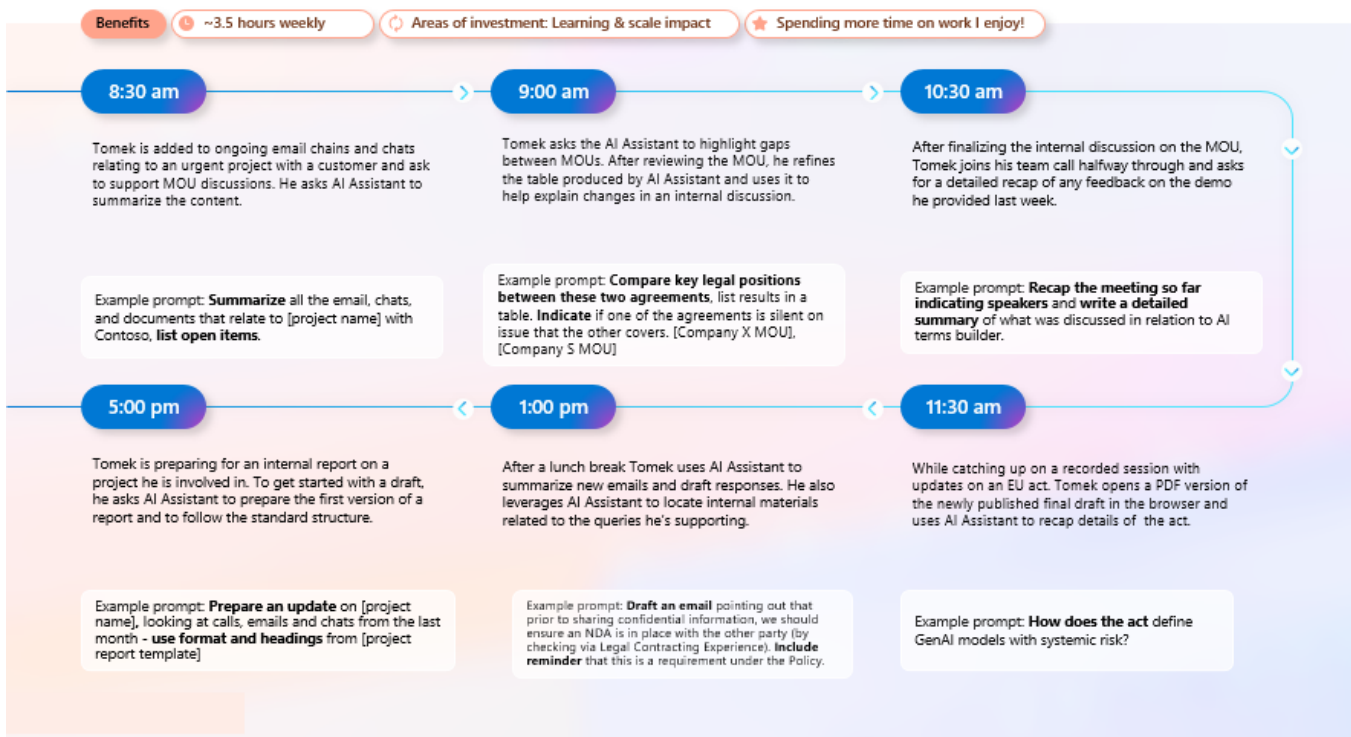 Benefits
~3.5 hours weekly
Areas of investment: Learning & scale impact
Spending more time on work I enjoy!
8:30 am
Tomek is added to ongoing email chains and chats
relating to an urgent project with a customer and ask
to support MOU discussions. He asks AI Assistant to
summarize the content.
Example prompt: Summarize all the email, chats,
and documents that relate to [project name] with
Contoso, list open items.
9:00 am
Tomek asks the AI Assistant to highlight gaps
between MOUs. After reviewing the MOU, he refines
the table produced by AI Assistant and uses it to
help explain changes in an internal discussion.
Example prompt: Compare key legal positions
between these two agreements, list results in a
table. Indicate if one of the agreements is silent on
issue that the other covers. [Company X MOU],
[Company S MOU]
10:30 am
After finalizing the internal discussion on the MOU,
Tomek joins his team call halfway through and asks
for a detailed recap of any feedback on the demo
he provided last week.
Example prompt: Recap the meeting so far
indicating speakers and write a detailed
summary of what was discussed in relation to AI
terms builder.
11:30 am
While catching up on a recorded session with
updates on an EU act. Tomek opens a PDF version of
the newly published final draft in the browser and
uses AI Assistant to recap details of the act.
Example prompt: How does the act define
GenAI models with systemic risk?
1:00 pm
After a lunch break Tomek uses AI Assistant to
summarize new emails and draft responses. He also
leverages AI Assistant to locate internal materials
related to the queries he's supporting.
Example prompt: Draft an email pointing out that
prior to sharing confidential information, we should
ensure an NDA is in place with the other party (by
checking via Legal Contracting Experience). Include
reminder that this is a requirement under the Policy.
5:00 pm
Tomek is preparing for an internal report on a
project he is involved in. To get started with a draft,
he asks AI Assistant to prepare the first version of a
report and to follow the standard structure.
Example prompt: Prepare an update on [project
name], looking at calls, emails and chats from the last
month - use format and headings from [project
report template]